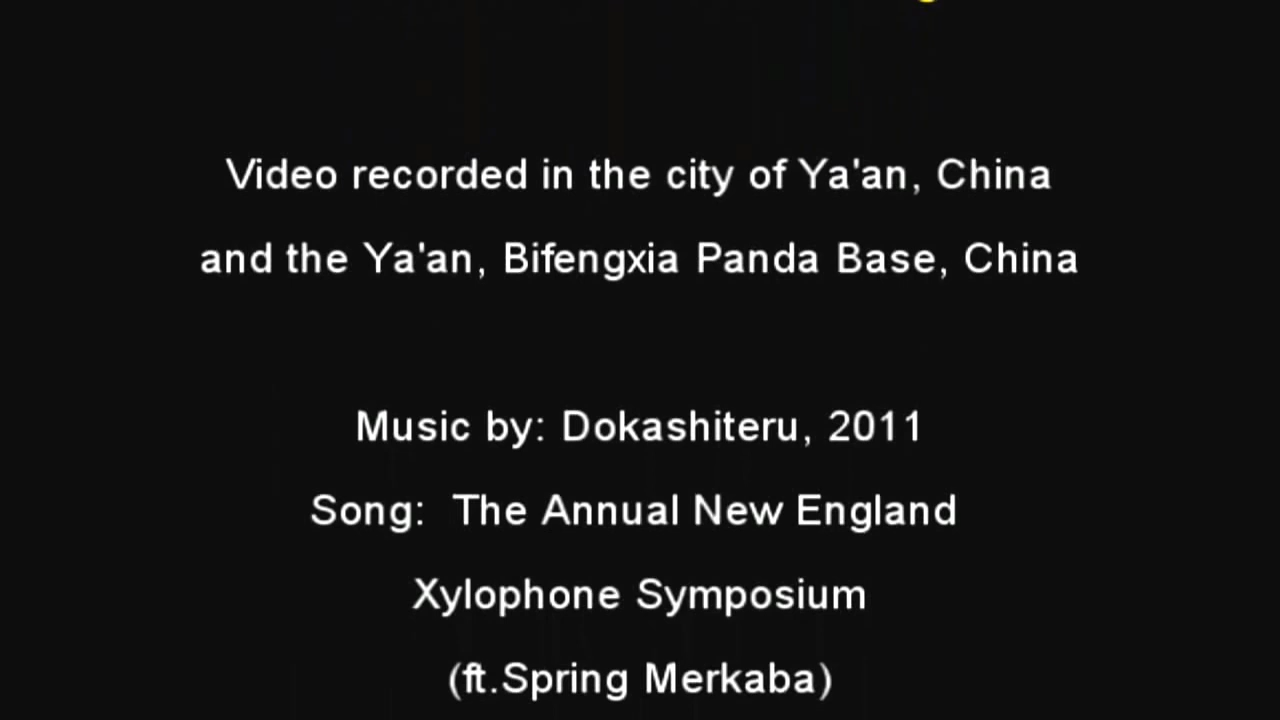 Video recorded in the city of Ya'an, China
and the Ya'an, Bifengxia Panda Base, China
Music by: Dokashiteru, 2011
Song:  The Annual New England
Xylophone Symposium
(ft.Spring Merkaba)